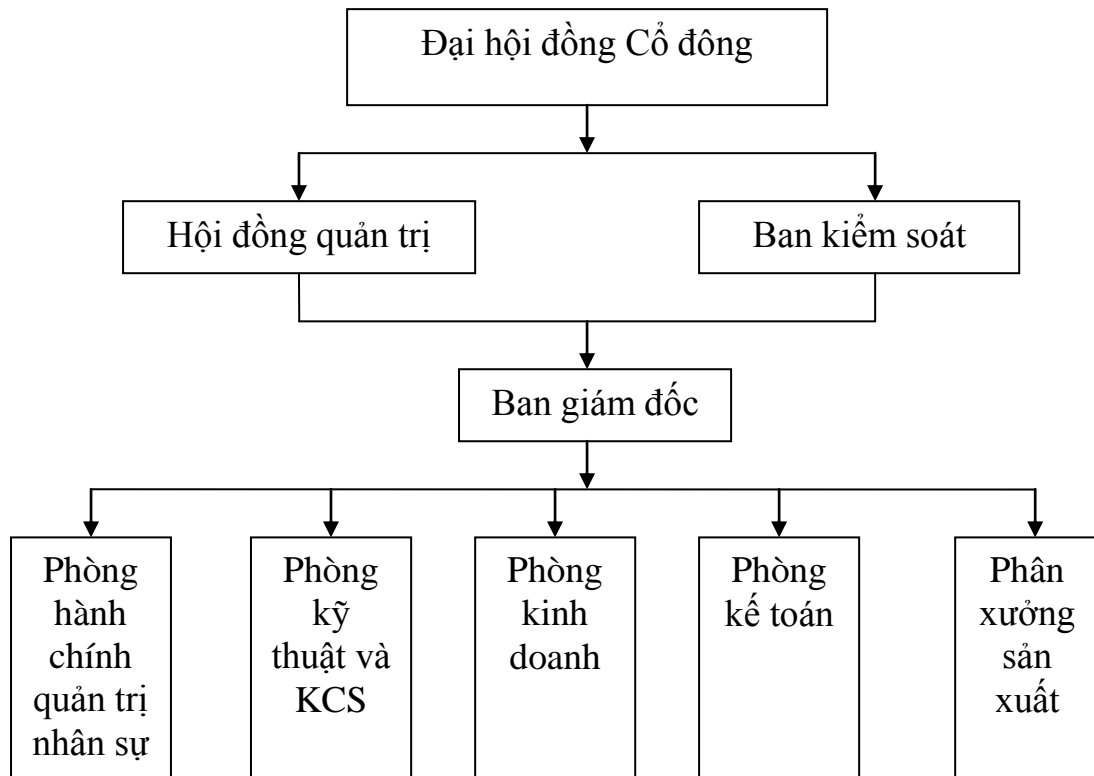 Đại hội đồng Cổ đông
Hội đồng quản trị
Ban kiểm soát
Ban giám đốc
Phòng
hành
chính
quản trị
nhân sự
Phòng
kỹ
thuật và
KCS
Phòng
kinh
doanh
Phòng
kế toán
Phân
xưởng
sản
xuất